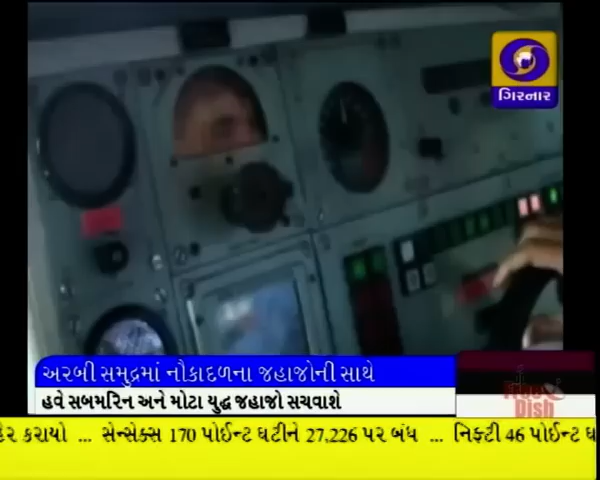 ગિરનાર
અરબી સમુદ્રમાં નૌકાદળના જહાજોની સાથે
હવે સબમરિન અને મોટા યુદ્ધ જહાજો સચવાશે
Free Dish
કરાયો ... સેન્સેક્સ 170 પોઈન્ટ ઘટીને 27,226 પર બંધ ... નિફ્ટી 46 પોઈન્ટ